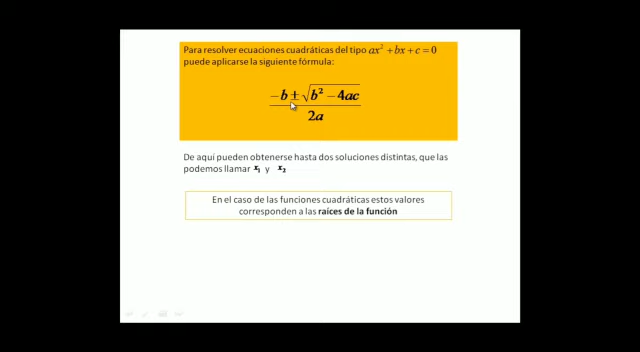 Para resolver ecuaciones cuadráticas del tipo ax² + bx + c = 0
puede aplicarse la siguiente fórmula:
−b ± √b² − 4ac
2a
De aquí pueden obtenerse hasta dos soluciones distintas, que las
podemos llamar x₁ y x₂
En el caso de las funciones cuadráticas estos valores
corresponden a las raíces de la función